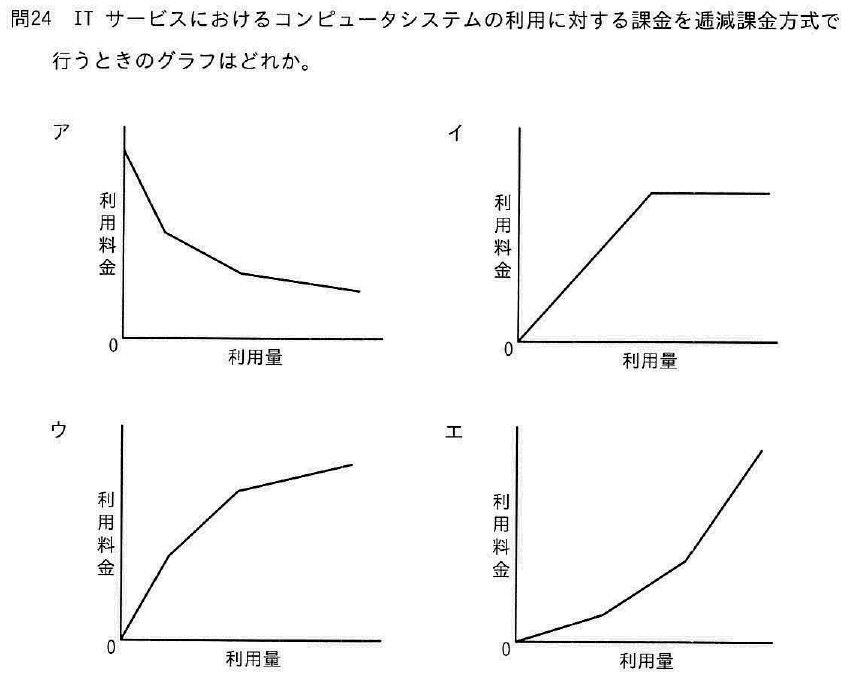 問24 IT サービスにおけるコンピュータシステムの利用に対する課金を逓減課金方式で
行うときのグラフはどれか。
ア
イ
利用料金
0
利用量
利用料金
0
利用量
ウ
エ
利用料金
0
利用量
利用料金
0
利用量